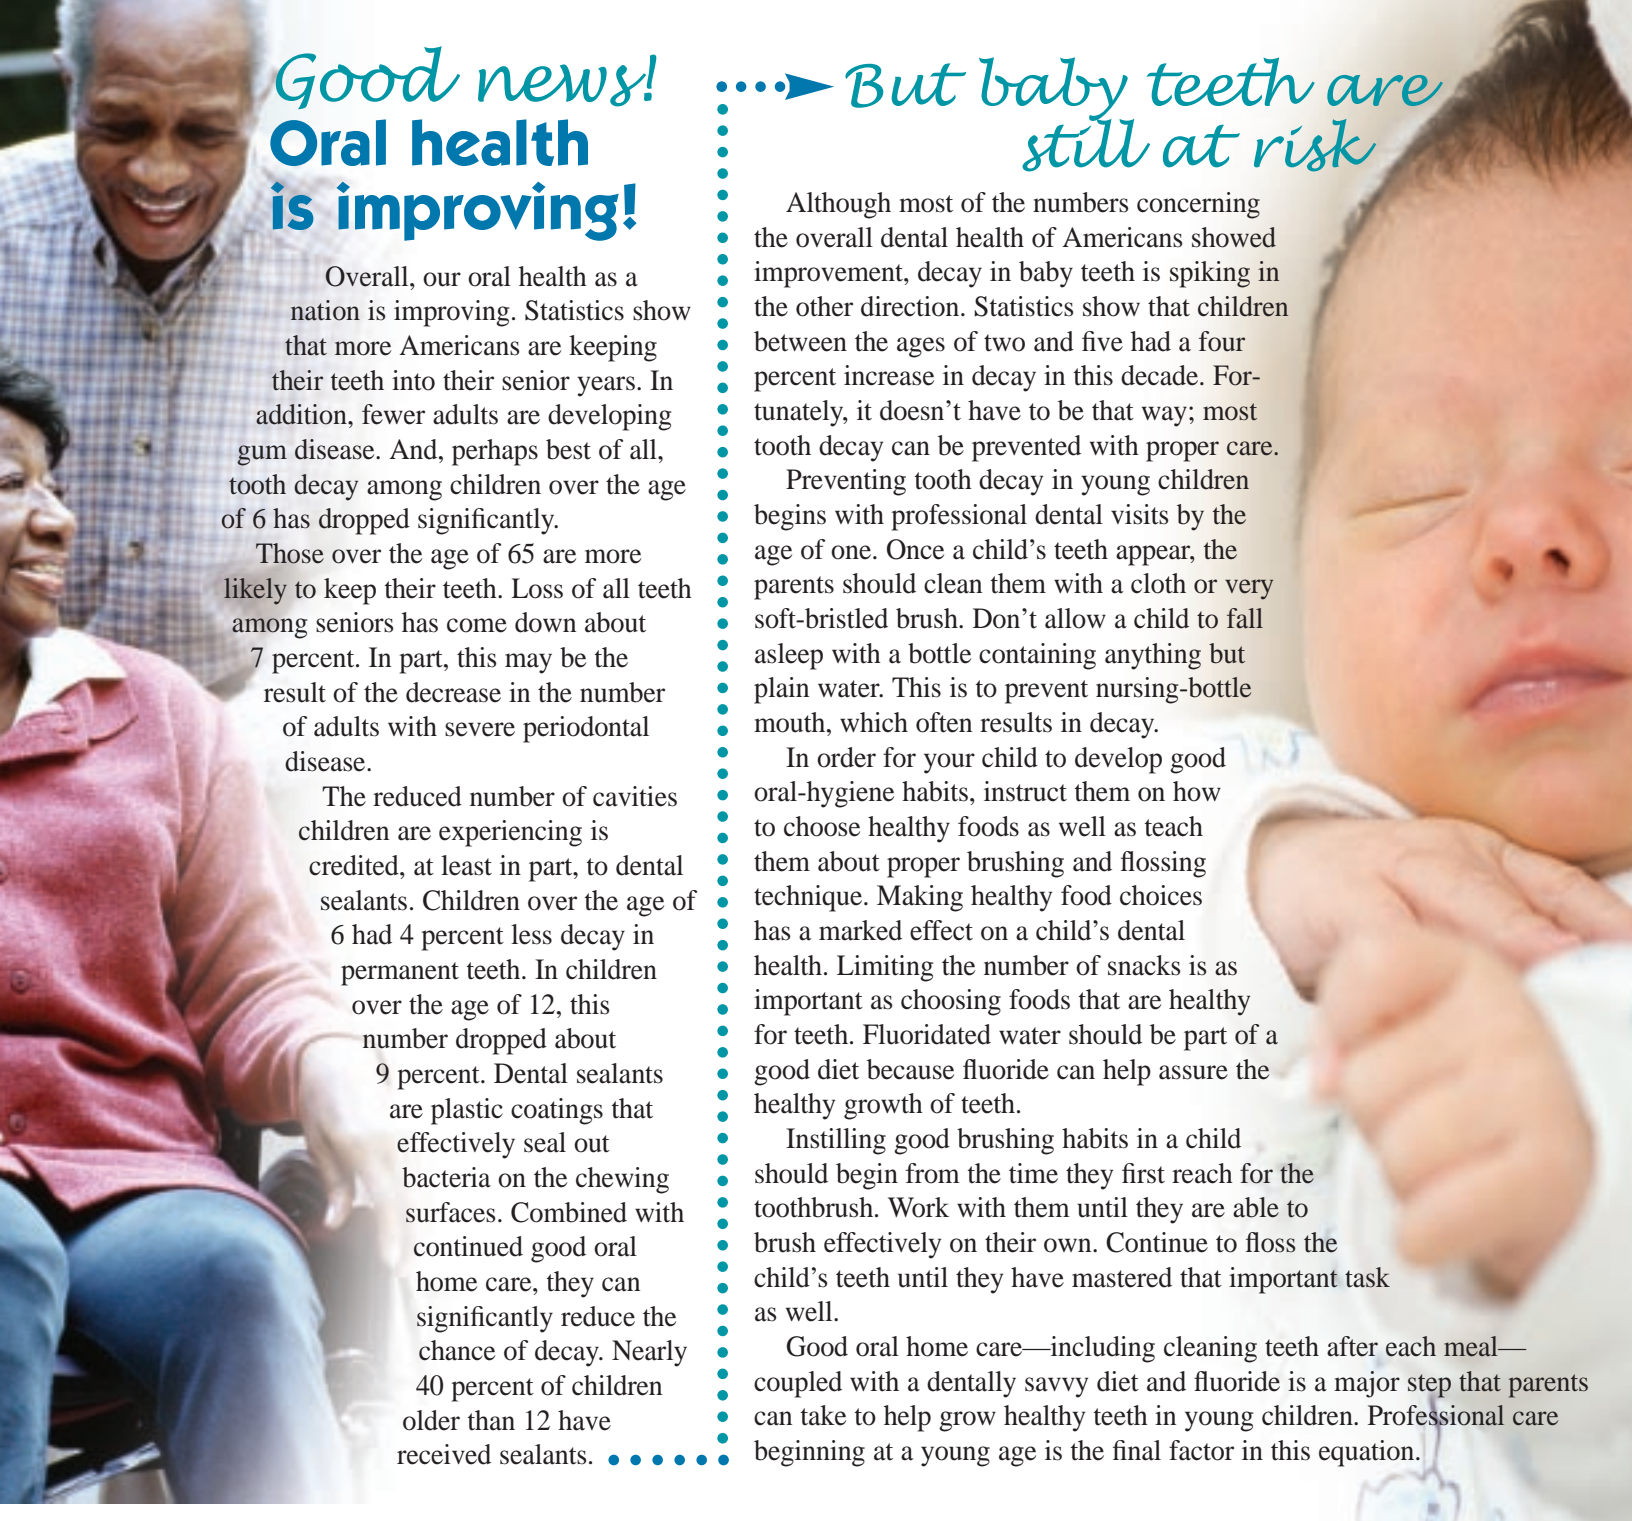 Good news!
Oral health
is improving!
Overall, our oral health as a
nation is improving. Statistics show
that more Americans are keeping
their teeth into their senior years. In
addition, fewer adults are developing
gum disease. And, perhaps best of all,
tooth decay among children over the age
of 6 has dropped significantly.
Those over the age of 65 are more
likely to keep their teeth. Loss of all teeth
among seniors has come down about
7 percent. In part, this may be the
result of the decrease in the number
of adults with severe periodontal
disease.
The reduced number of cavities
children are experiencing is
credited, at least in part, to dental
sealants. Children over the age of
6 had 4 percent less decay in
permanent teeth. In children
over the age of 12, this
number dropped about
9 percent. Dental sealants
are plastic coatings that
effectively seal out
bacteria on the chewing
surfaces. Combined with
continued good oral
home care, they can
significantly reduce the
chance of decay. Nearly
40 percent of children
older than 12 have
received sealants.
But baby teeth are
still at risk
Although most of the numbers concerning
the overall dental health of Americans showed
improvement, decay in baby teeth is spiking in
the other direction. Statistics show that children
between the ages of two and five had a four
percent increase in decay in this decade. For-
tunately, it doesn’t have to be that way; most
tooth decay can be prevented with proper care.
Preventing tooth decay in young children
begins with professional dental visits by the
age of one. Once a child’s teeth appear, the
parents should clean them with a cloth or very
soft-bristled brush. Don’t allow a child to fall
asleep with a bottle containing anything but
plain water. This is to prevent nursing-bottle
mouth, which often results in decay.
In order for your child to develop good
oral-hygiene habits, instruct them on how
to choose healthy foods as well as teach
them about proper brushing and flossing
technique. Making healthy food choices
has a marked effect on a child’s dental
health. Limiting the number of snacks is as
important as choosing foods that are healthy
for teeth. Fluoridated water should be part of a
good diet because fluoride can help assure the
healthy growth of teeth.
Instilling good brushing habits in a child
should begin from the time they first reach for the
toothbrush. Work with them until they are able to
brush effectively on their own. Continue to floss the
child’s teeth until they have mastered that important task
as well.
Good oral home care—including cleaning teeth after each meal—
coupled with a dentally savvy diet and fluoride is a major step that parents
can take to help grow healthy teeth in young children. Professional care
beginning at a young age is the final factor in this equation.